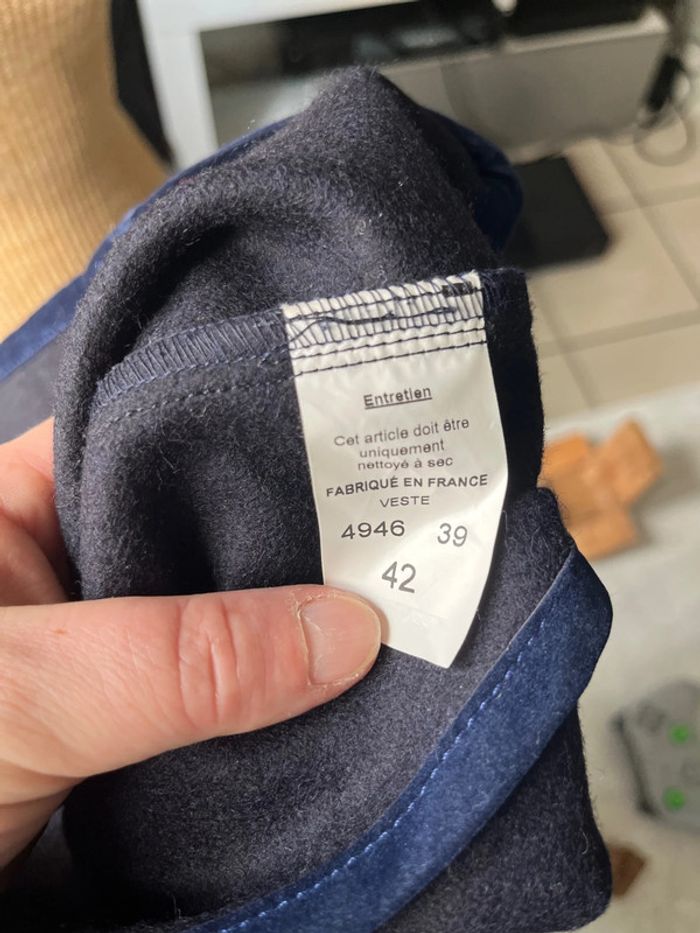 Entretien
Cet article doit être
uniquement
nettoyé à sec
FABRIQUÉ EN FRANCE
VESTE
4946 39
42